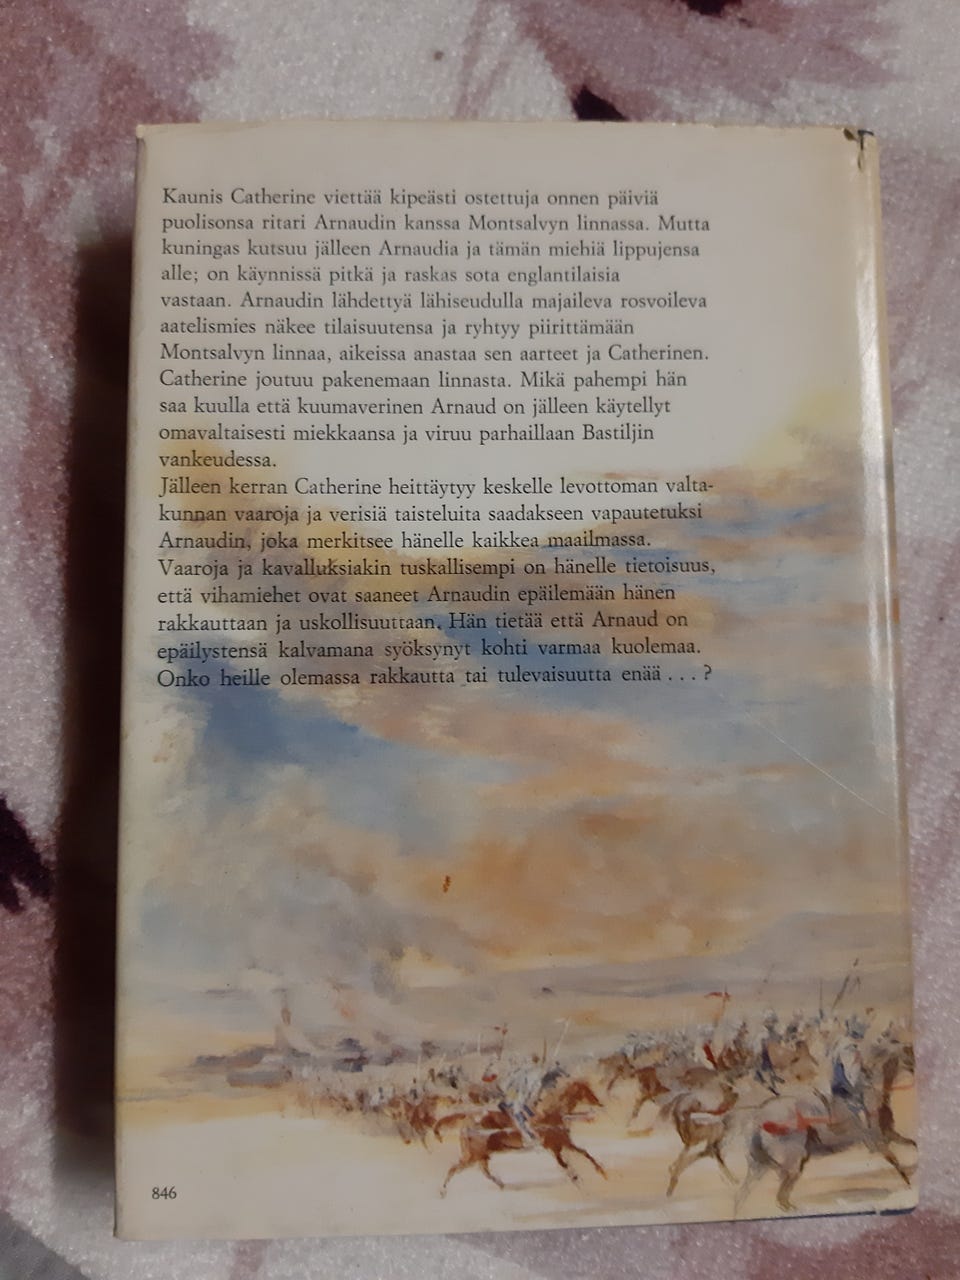 Kaunis Catherine viettää kipeästi ostettuja onnen päiviä
puolisonsa ritari Arnaudin kanssa Montsalvyn linnassa. Mutta
kuningas kutsuu jälleen Arnaudia ja tämän miehiä lippujensa
alle; on käynnissä pitkä ja raskas sota englantilaisia
vastaan. Arnaudin lähdettyä lähiseudulla majaileva rosvoileva
aatelismies näkee tilaisuutensa ja ryhtyy piirittämään
Montsalvyn linnaa, aikeissa anastaa sen aarteet ja Catherinen.
Catherine joutuu pakenemaan linnasta. Mikä pahempi hän
saa kuulla että kuumaverinen Arnaud on jälleen käytellyt
omavaltaisesti miekkaansa ja viruu parhaillaan Bastiljin
vankeudessa.
Jälleen kerran Catherine heittäytyy keskelle levottoman valta-
kunnan vaaroja ja verisiä taisteluita saadakseen vapautetuksi
Arnaudin, joka merkitsee hänelle kaikkea maailmassa.
Vaaroja ja kavalluksiakin tuskallisempi on hänelle tietoisuus,
että vihamiehet ovat saaneet Arnaudin epäilemään hänen
rakkauttaan ja uskollisuuttaan. Hän tietää että Arnaud on
epäilystensä kalvamana syöksynyt kohti varmaa kuolemaa.
Onko heille olemassa rakkautta tai tulevaisuutta enää . . . ?
846